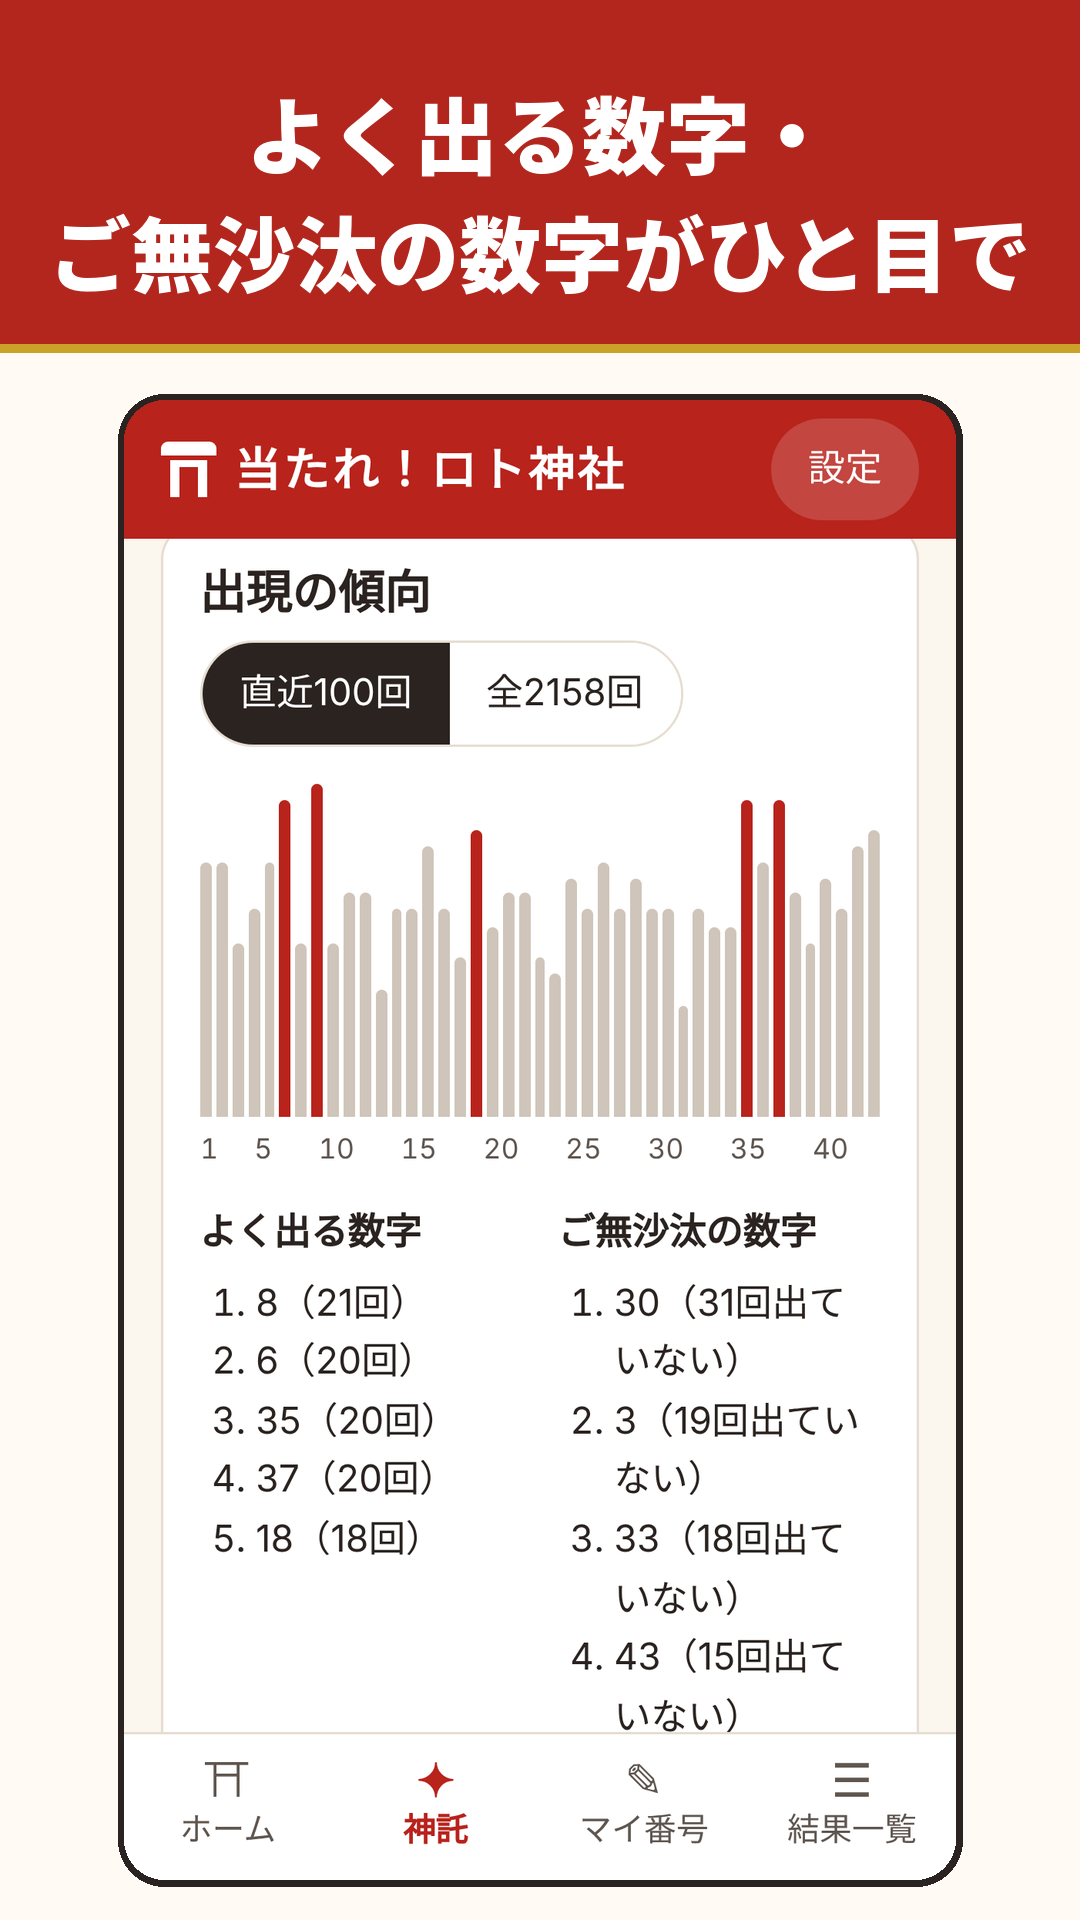 よく出る数字・
ご無沙汰の数字がひと目で
当たれ！ロト神社
設定
出現の傾向
直近100回
全2158回
1 5 10 15 20 25 30 35 40
よく出る数字
1. 8（21回）
2. 6（20回）
3. 35（20回）
4. 37（20回）
5. 18（18回）
ご無沙汰の数字
1. 30（31回出て
いない）
2. 3（19回出てい
ない）
3. 33（18回出て
いない）
4. 43（15回出て
いない）
ホーム
神託
マイ番号
結果一覧